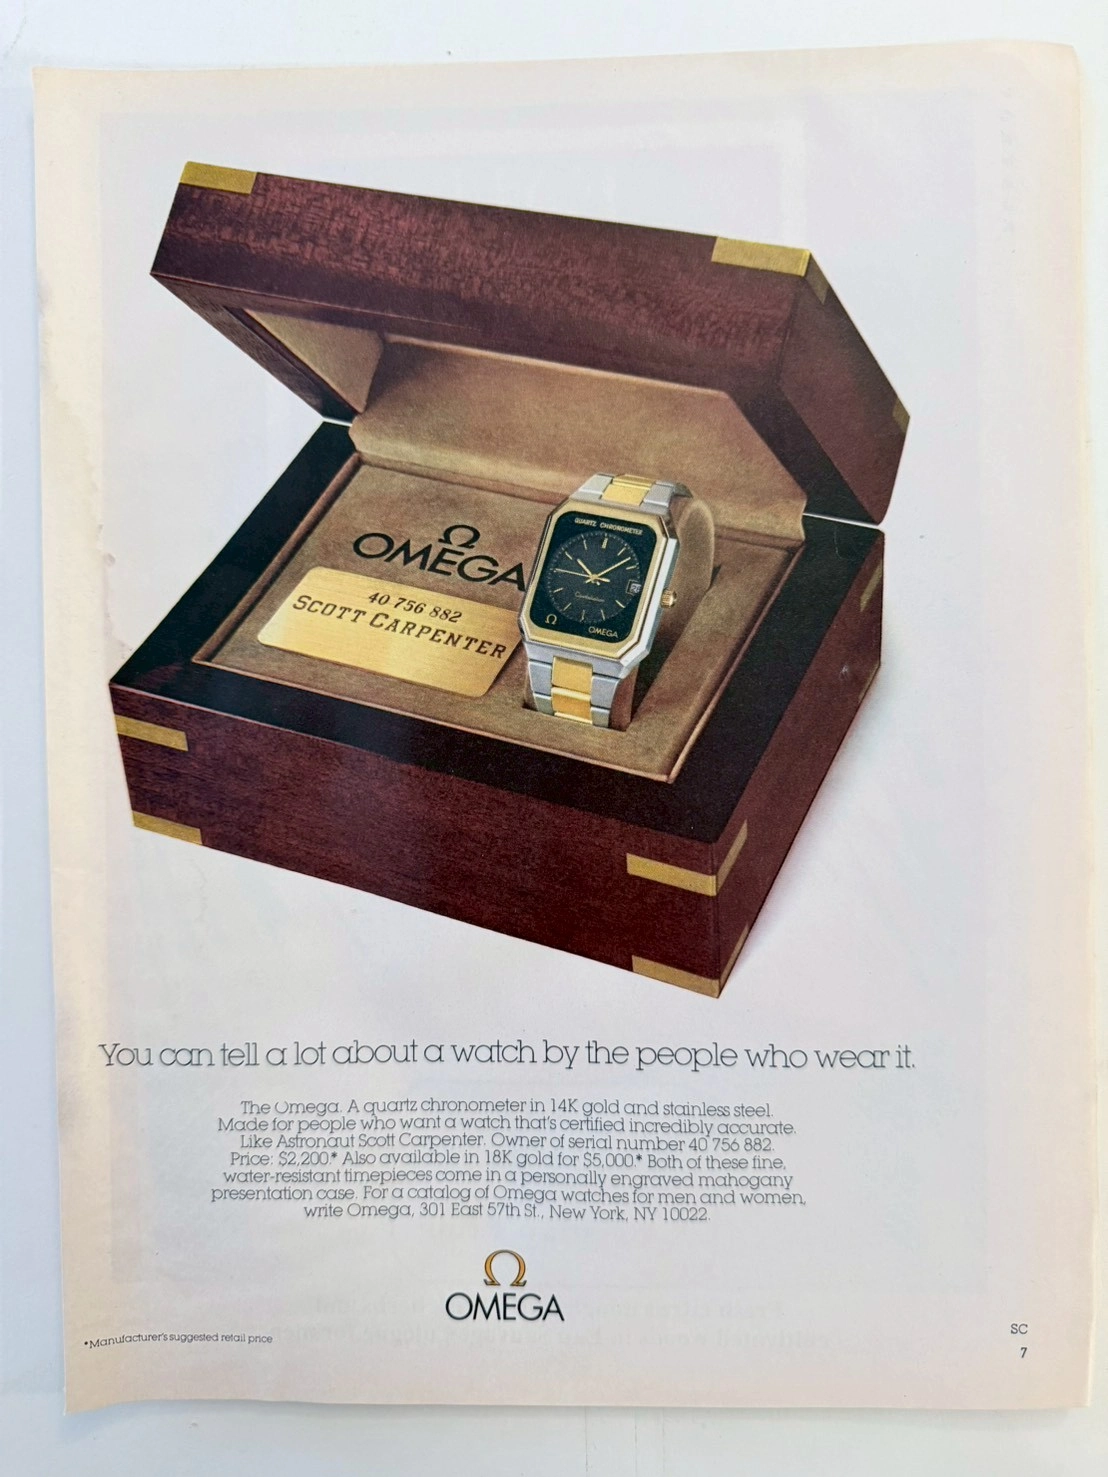 Ω
OMEGA
40 756 882
SCOTT CARPENTER
QUARTZ CHRONOMETER
Constellation
Ω OMEGA
You can tell a lot about a watch by the people who wear it.
The Omega. A quartz chronometer in 14K gold and stainless steel.
Made for people who want a watch that's certified incredibly accurate.
Like Astronaut Scott Carpenter. Owner of serial number 40 756 882.
Price: $2,200.* Also available in 18K gold for $5,000.* Both of these fine,
water-resistant timepieces come in a personally engraved mahogany
presentation case. For a catalog of Omega watches for men and women,
write Omega, 301 East 57th St., New York, NY 10022.
Ω
OMEGA
*Manufacturer's suggested retail price
SC
7